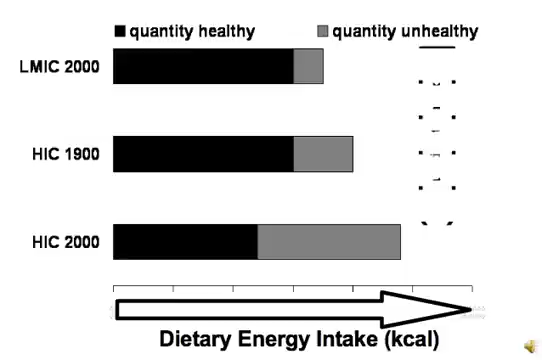 quantity healthy quantity unhealthy
LMIC 2000
HIC 1900
HIC 2000
Dietary Energy Intake (kcal)